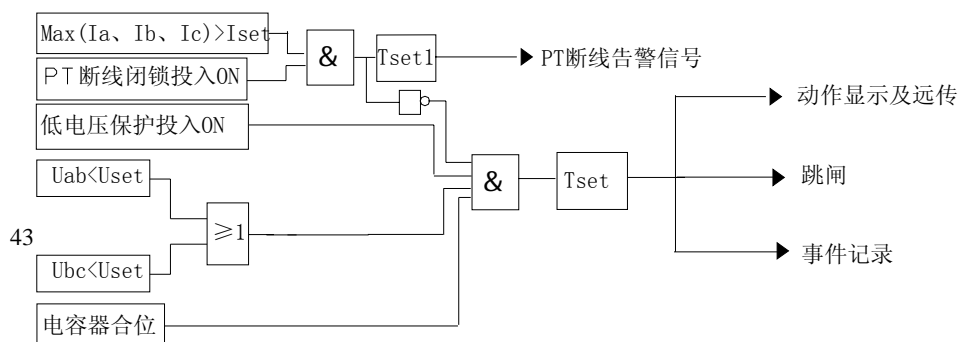 Max(Ia、Ib、Ic)>Iset
&
Tset1
PT断线告警信号
PT断线闭锁投入ON
动作显示及远传
低电压保护投入ON
Uab<Uset
&
Tset
跳闸
≥1
43
事件记录
Ubc<Uset
电容器合位